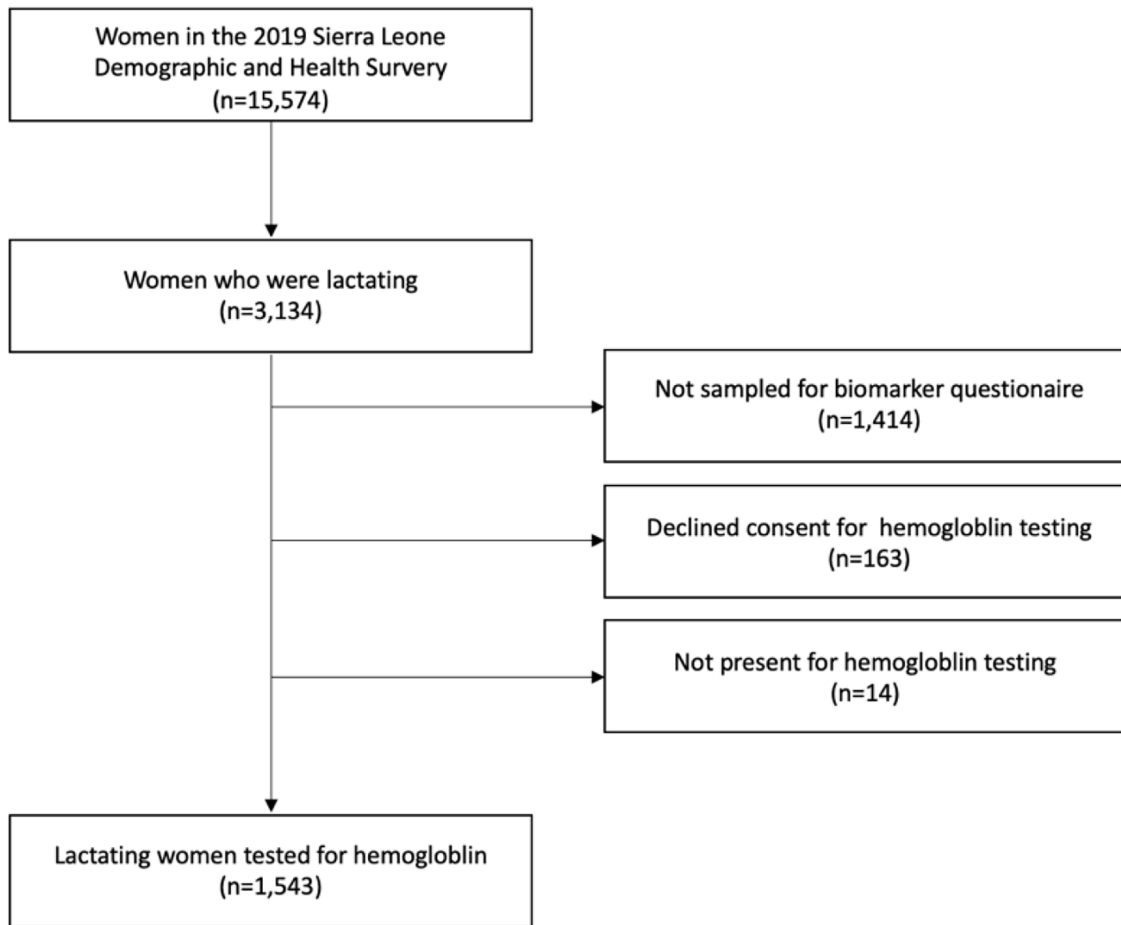 Women in the 2019 Sierra Leone
Demographic and Health Survery
(n=15,574)
Women who were lactating
(n=3,134)
Not sampled for biomarker questionaire
(n=1,414)
Declined consent for hemogloblin testing
(n=163)
Not present for hemogloblin testing
(n=14)
Lactating women tested for hemogloblin
(n=1,543)